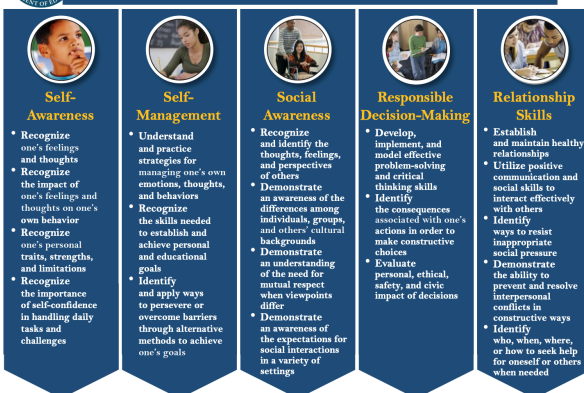 Self-
Awareness
• Recognize
one's feelings
and thoughts
• Recognize
the impact of
one's feelings and
thoughts on one's
own behavior
• Recognize
one's personal
traits, strengths,
and limitations
• Recognize
the importance
of self-confidence
in handling daily
tasks and
challenges
Self-
Management
• Understand
and practice
strategies for
managing one's own
emotions, thoughts,
and behaviors
• Recognize
the skills needed
to establish and
achieve personal
and educational
goals
• Identify
and apply ways
to persevere or
overcome barriers
through alternative
methods to achieve
one's goals
Social
Awareness
• Recognize
and identify the
thoughts, feelings,
and perspectives
of others
• Demonstrate
an awareness of the
differences among
individuals, groups,
and others' cultural
backgrounds
• Demonstrate
an understanding
of the need for
mutual respect
when viewpoints
differ
• Demonstrate
an awareness of
the expectations for
social interactions
in a variety of
settings
Responsible
Decision-Making
• Develop,
implement, and
model effective
problem-solving
and critical
thinking skills
• Identify
the consequences
associated with one's
actions in order to
make constructive
choices
• Evaluate
personal, ethical,
safety, and civic
impact of decisions
Relationship
Skills
• Establish
and maintain healthy
relationships
• Utilize positive
communication and
social skills to
interact effectively
with others
• Identify
ways to resist
inappropriate
social pressure
• Demonstrate
the ability to
prevent and resolve
interpersonal
conflicts in
constructive ways
• Identify
who, when, where,
or how to seek help
for oneself or others
when needed